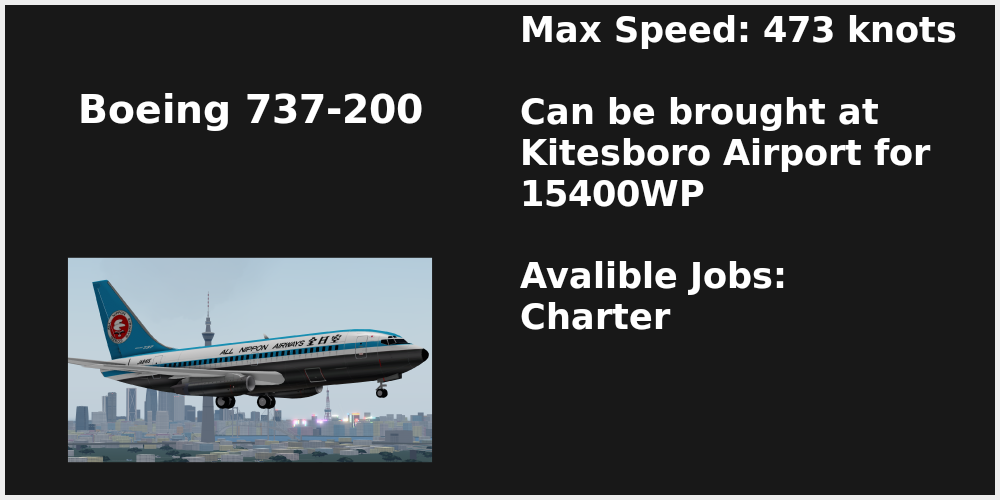 Boeing 737-200
Max Speed: 473 knots
Can be brought at
Kitesboro Airport for
15400WP
Avalible Jobs:
Charter
ALL NIPPON AIRWAYS 全日空